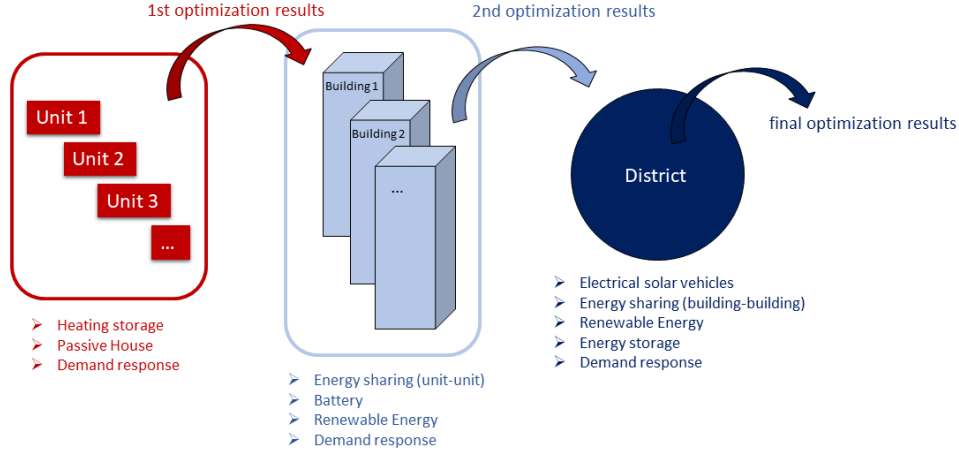 1st optimization results
2nd optimization results
final optimization results
Unit 1
Unit 2
Unit 3
...
Building 1
Building 2
...
District
Heating storage
Passive House
Demand response
Energy sharing (unit-unit)
Battery
Renewable Energy
Demand response
Electrical solar vehicles
Energy sharing (building-building)
Renewable Energy
Energy storage
Demand response